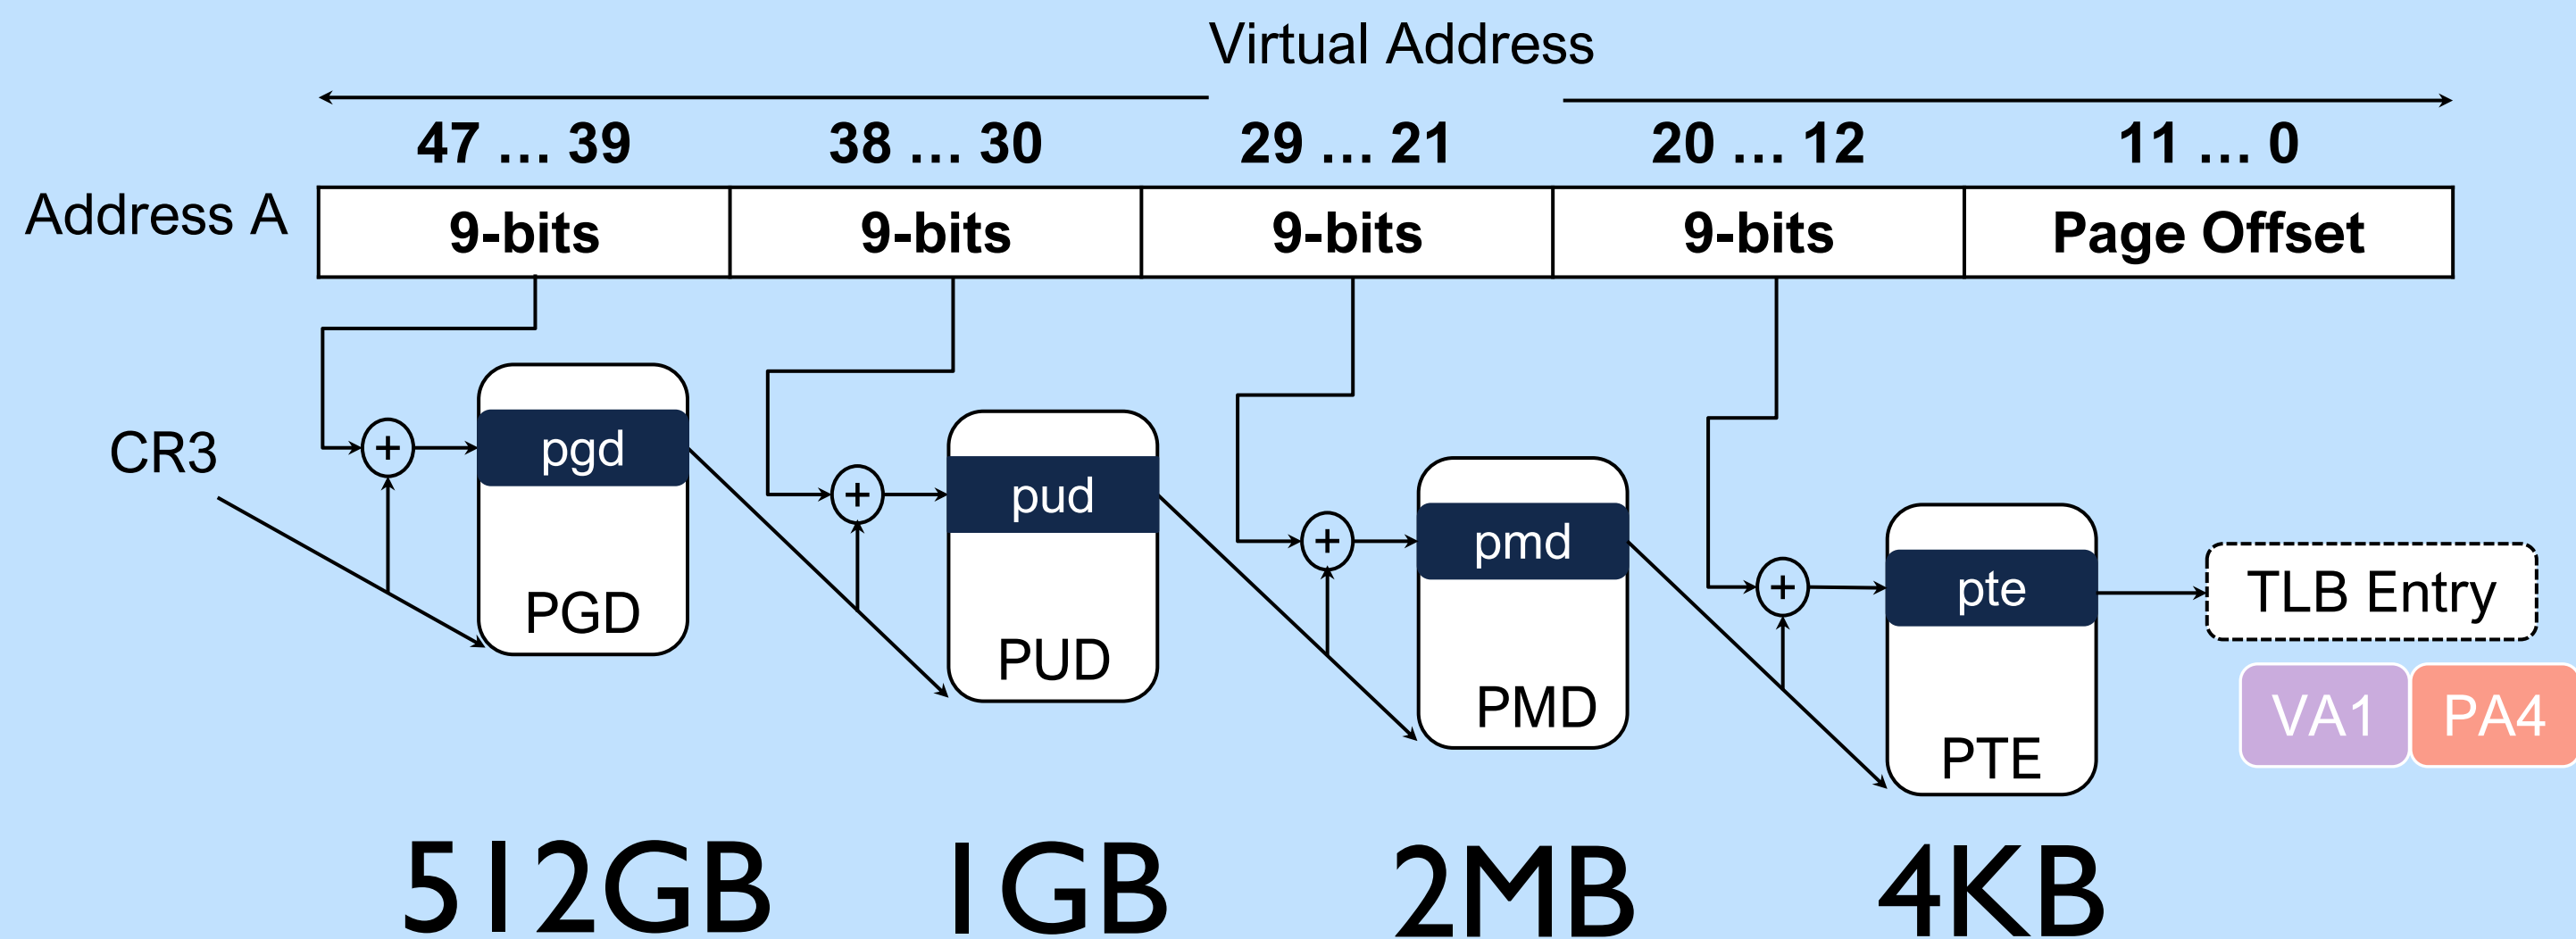 Virtual Address
47 ... 39 38 ... 30 29 ... 21 20 ... 12 11 ... 0
Address A 9-bits 9-bits 9-bits 9-bits Page Offset
CR3 + pgd + pud + pmd + pte TLB Entry
PGD PUD PMD PTE VA1 PA4
512GB 1GB 2MB 4KB